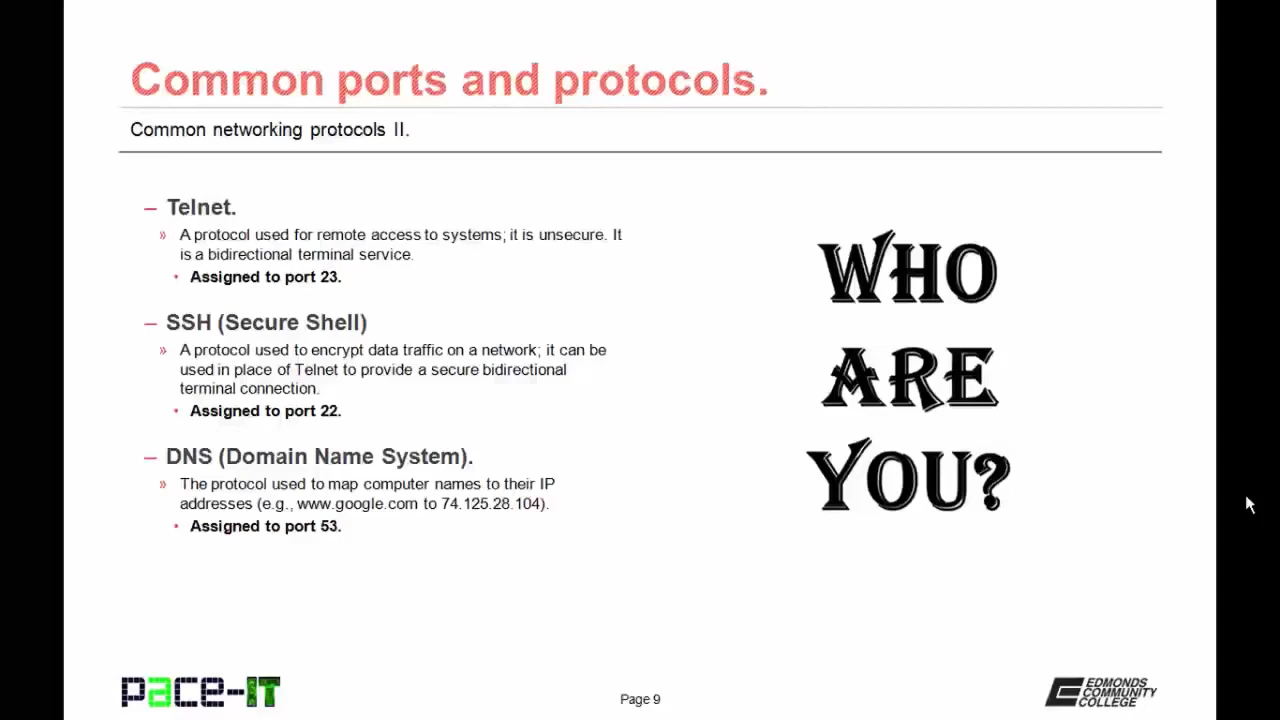 Common ports and protocols.
Common networking protocols II.
– Telnet.
» A protocol used for remote access to systems; it is unsecure. It
is a bidirectional terminal service.
• Assigned to port 23.
– SSH (Secure Shell)
» A protocol used to encrypt data traffic on a network; it can be
used in place of Telnet to provide a secure bidirectional
terminal connection.
• Assigned to port 22.
– DNS (Domain Name System).
» The protocol used to map computer names to their IP
addresses (e.g., www.google.com to 74.125.28.104).
• Assigned to port 53.
WHO
ARE
YOU?
pace-IT
Page 9
EDMONDS
COMMUNITY
COLLEGE